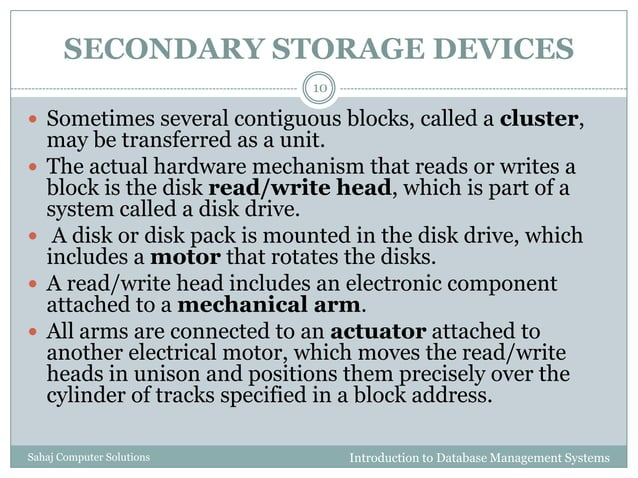 SECONDARY STORAGE DEVICES
10
• Sometimes several contiguous blocks, called a cluster,
may be transferred as a unit.
• The actual hardware mechanism that reads or writes a
block is the disk read/write head, which is part of a
system called a disk drive.
• A disk or disk pack is mounted in the disk drive, which
includes a motor that rotates the disks.
• A read/write head includes an electronic component
attached to a mechanical arm.
• All arms are connected to an actuator attached to
another electrical motor, which moves the read/write
heads in unison and positions them precisely over the
cylinder of tracks specified in a block address.
Sahaj Computer Solutions
Introduction to Database Management Systems